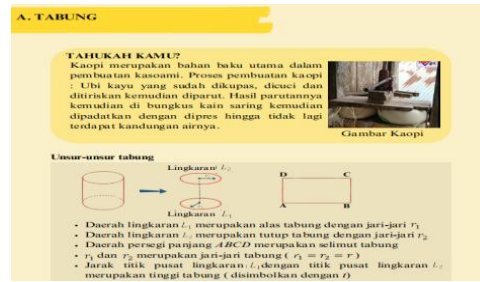 A. TABUNG
TAHUKAH KAMU?
Kaopi merupakan bahan baku utama dalam
pembuatan kasoami. Proses pembuatan kaopi
: Ubi kayu yang sudah dikupas, dicuci dan
ditiriskan kemudian diparut. Hasil parutannya
kemudian di bungkus kain saring kemudian
dipadatkan dengan dipres hingga tidak lagi
terdapat kandungan airnya.
Gambar Kaopi
Unsur-unsur tabung
Lingkaran L₂
D C
A B
Lingkaran L₁
• Daerah lingkaran L₁ merupakan alas tabung dengan jari-jari r₁
• Daerah lingkaran L₂ merupakan tutup tabung dengan jari-jari r₂
• Daerah persegi panjang ABCD merupakan selimut tabung
• r₁ dan r₂ merupakan jari-jari tabung ( r₁ = r₂ = r )
• Jarak titik pusat lingkaran L₁ dengan titik pusat lingkaran L₂
merupakan tinggi tabung ( disimbolkan dengan t)